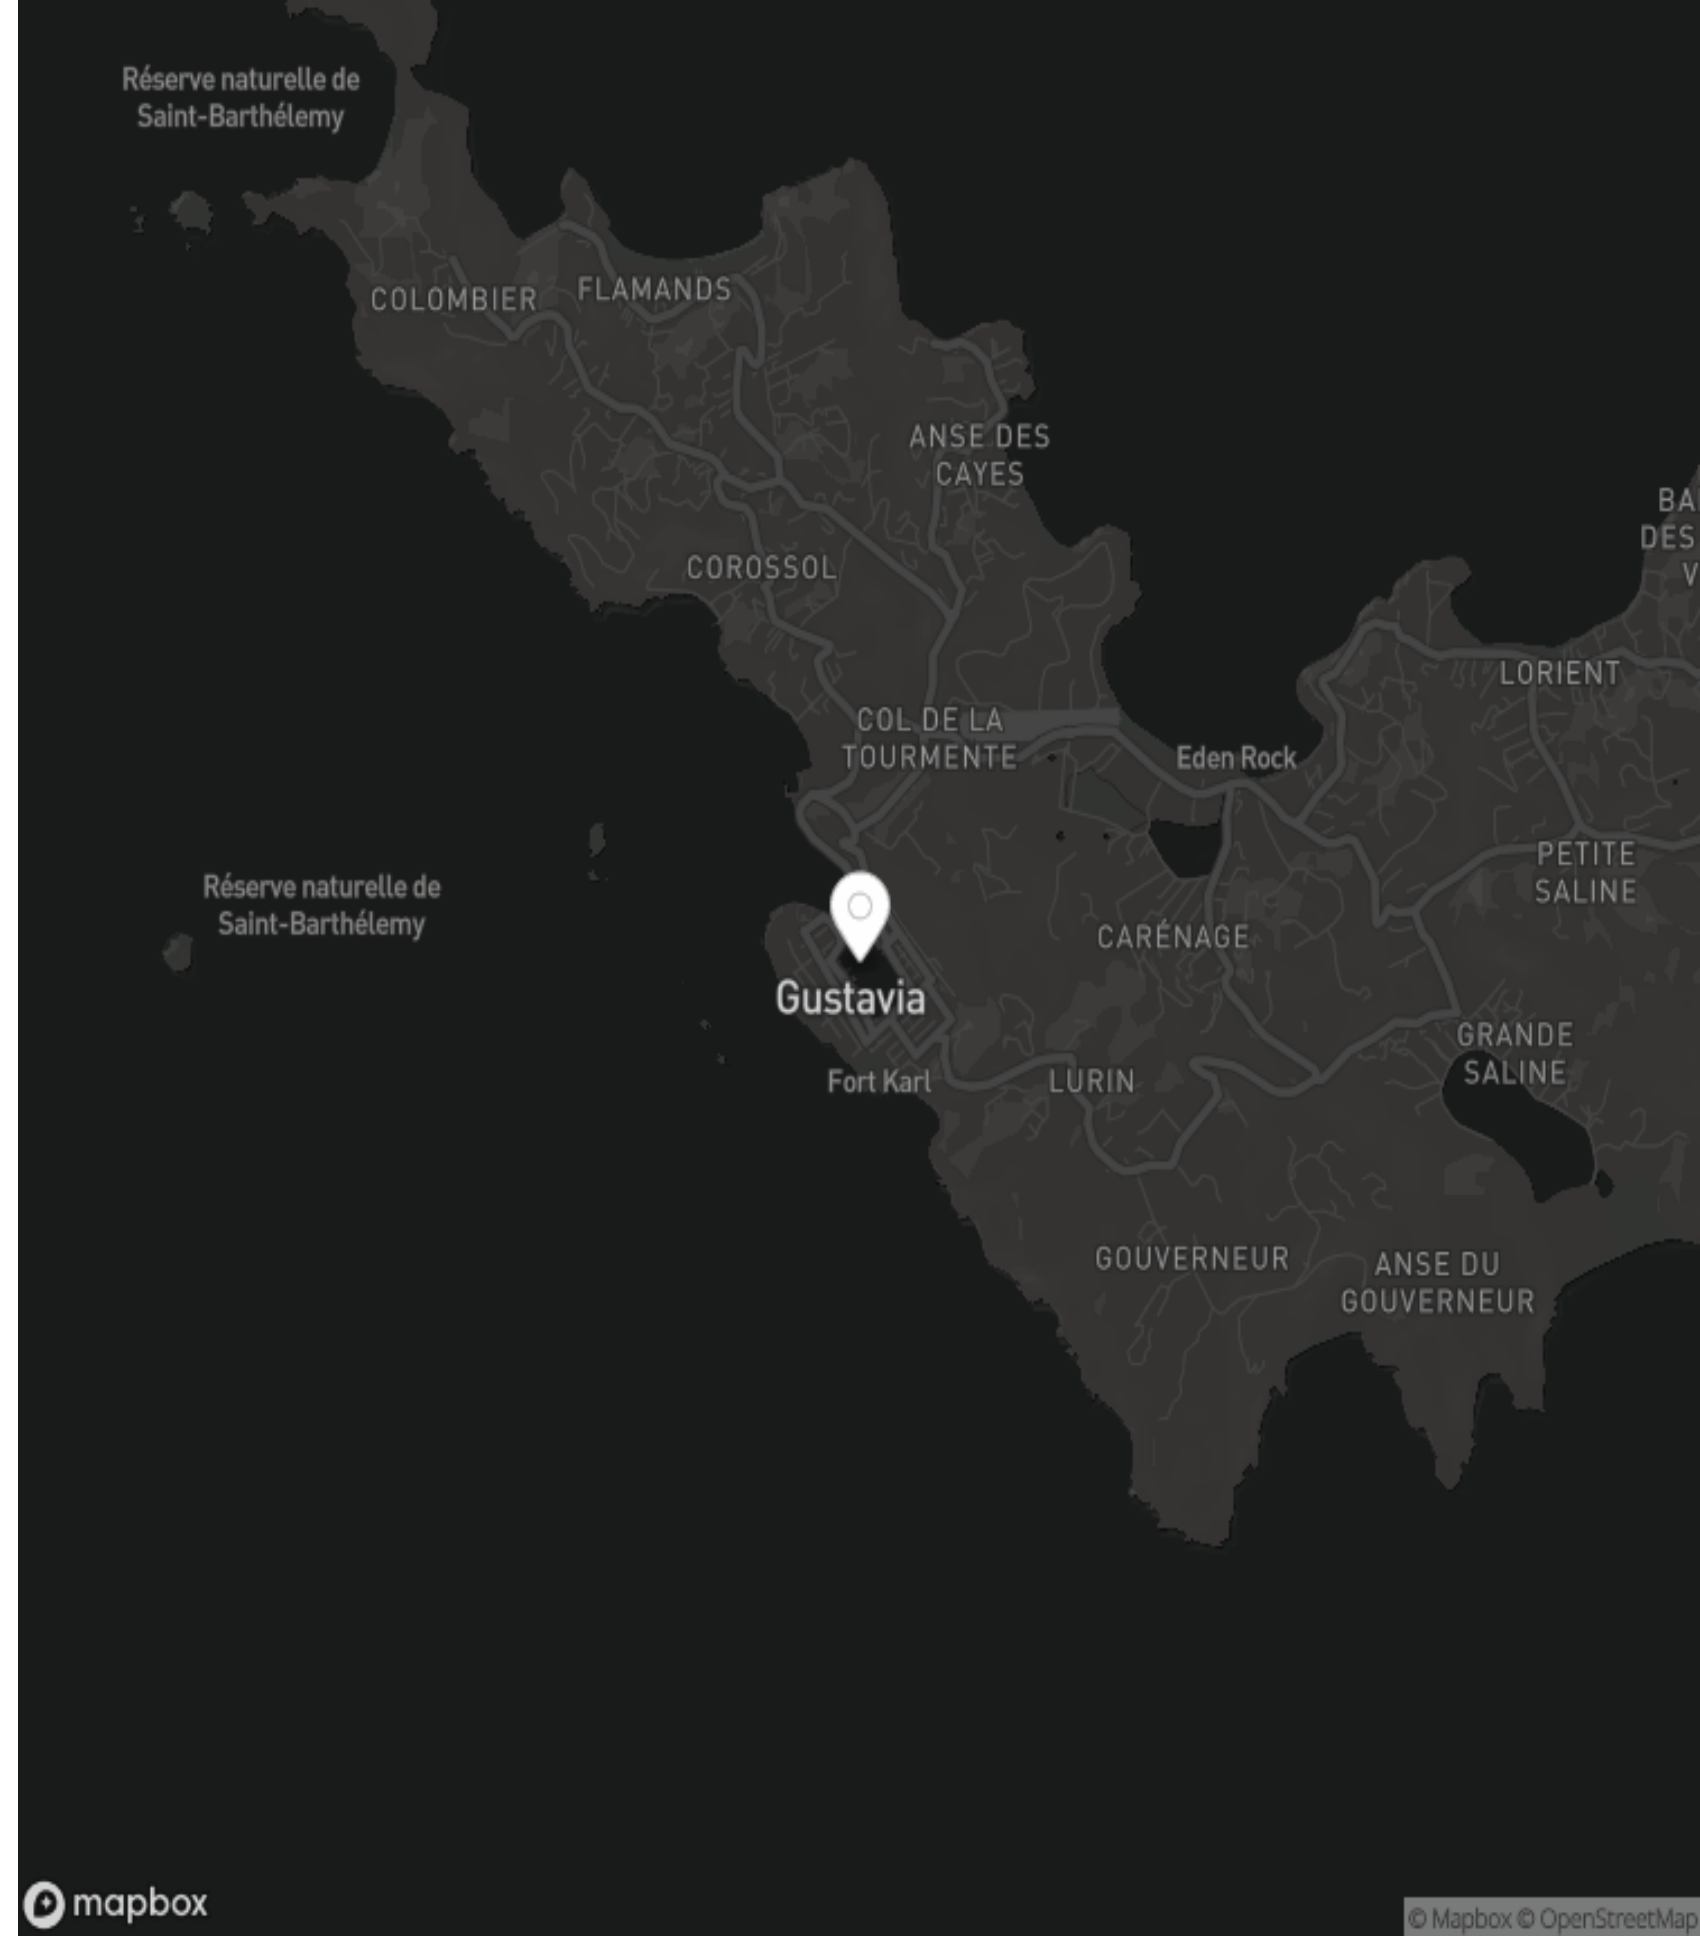 Réserve naturelle de
Saint-Barthélemy
COLOMBIER
FLAMANDS
ANSE DES
CAYES
BA
DES
V
COROSSOL
LORIENT
COL DE LA
TOURMENTE
Eden Rock
PETITE
SALINE
Réserve naturelle de
Saint-Barthélemy
CARÉNAGE
Gustavia
GRANDE
SALINE
Fort Karl
LURIN
GOUVERNEUR
ANSE DU
GOUVERNEUR
mapbox
© Mapbox © OpenStreetMap